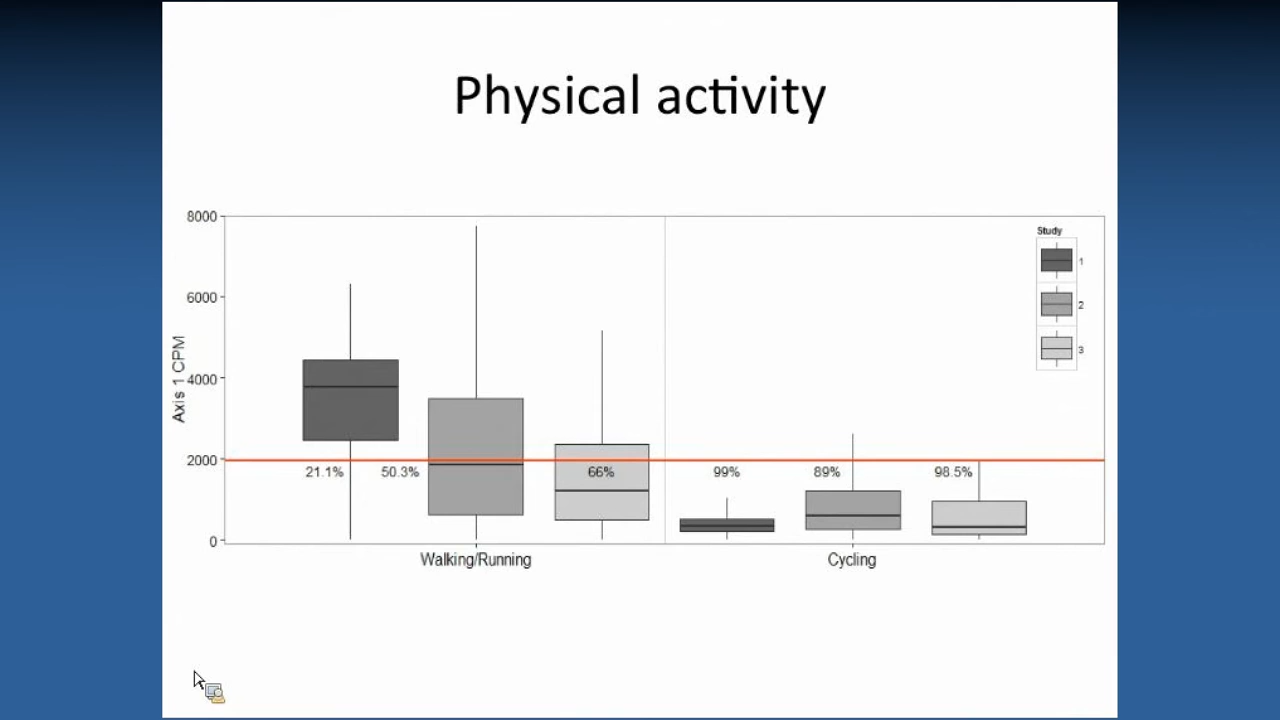 Physical activity
8000
6000
4000
2000
0
Axis 1 CPM
Study
1
2
3
21.1% 50.3% 66% 99% 89% 98.5%
Walking/Running Cycling